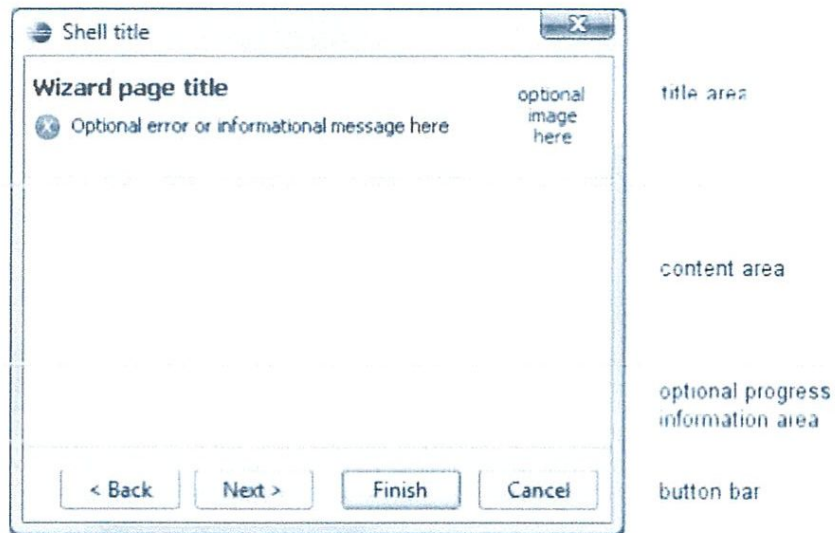 Shell title
Wizard page title
Optional error or informational message here
optional
image
here
title area
content area
optional progress
information area
< Back
Next >
Finish
Cancel
button bar